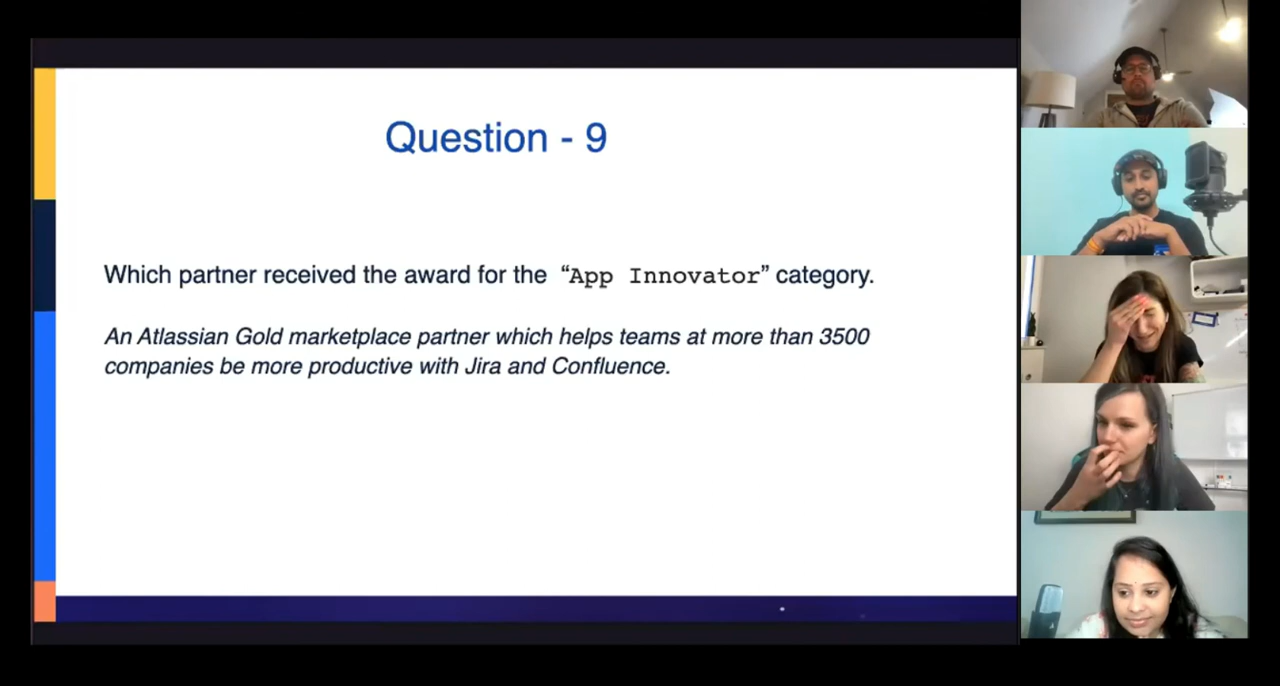 Question - 9
Which partner received the award for the “App Innovator” category.
An Atlassian Gold marketplace partner which helps teams at more than 3500
companies be more productive with Jira and Confluence.